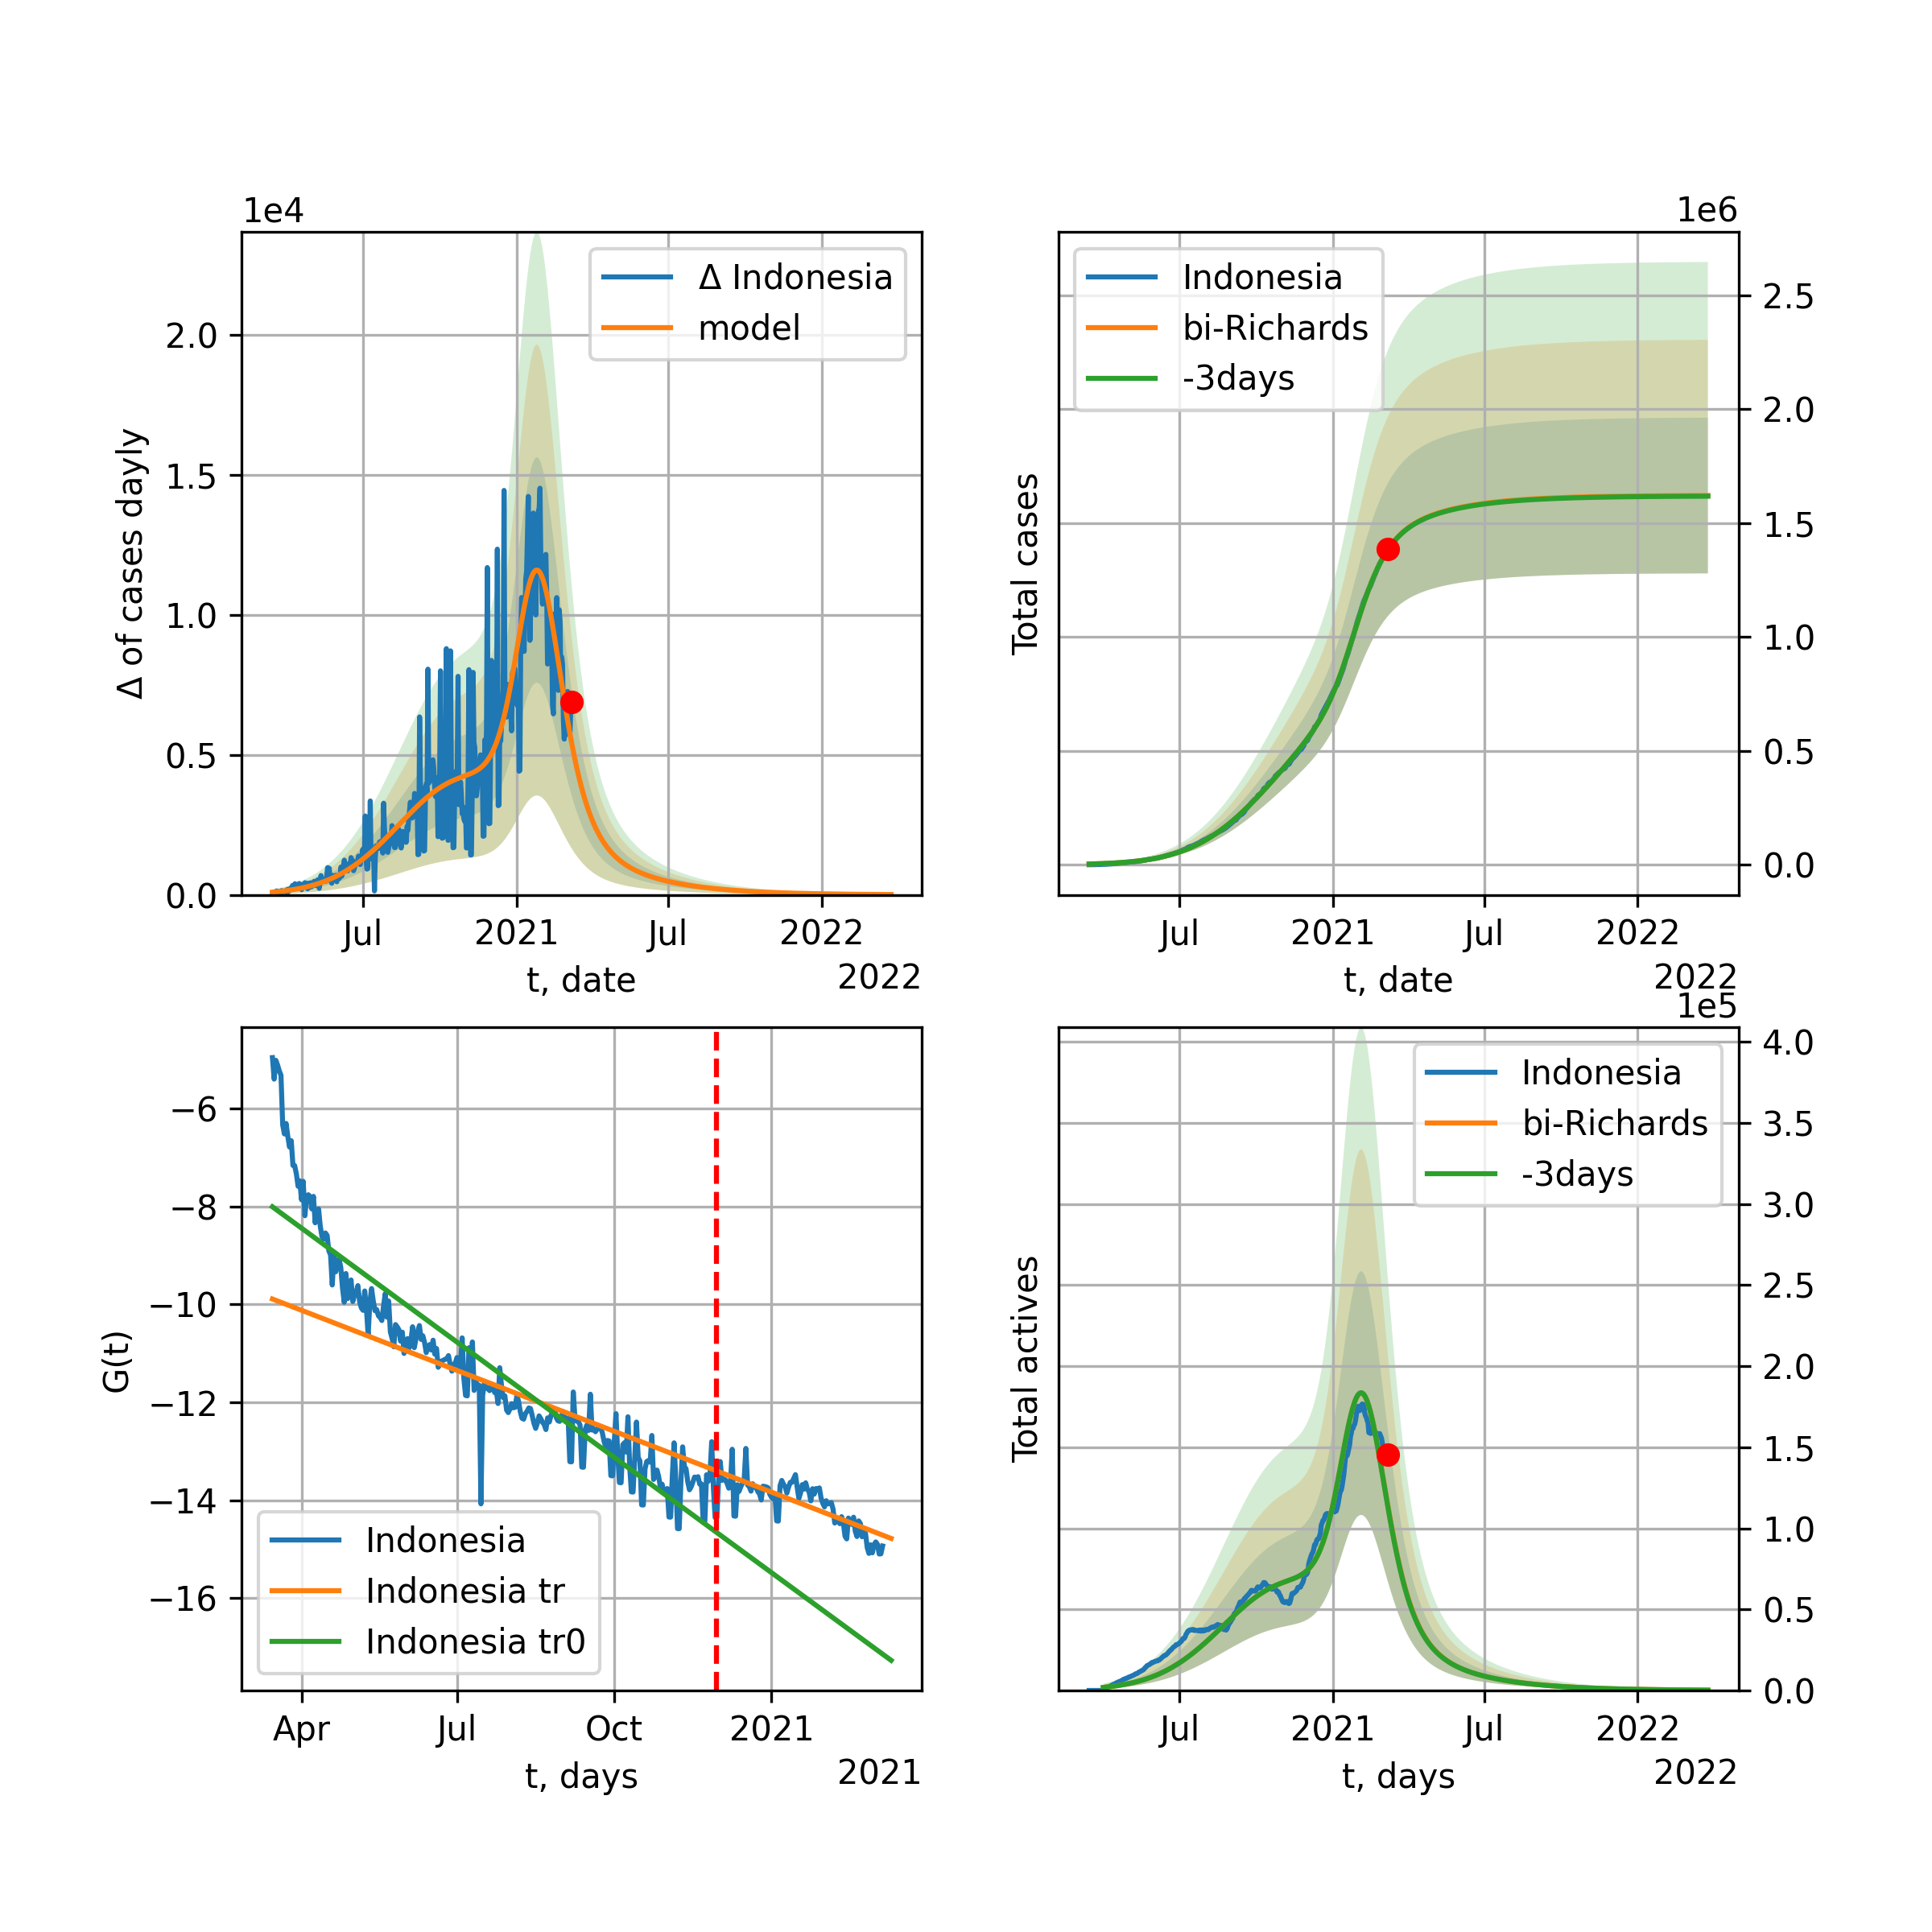 1e4
Δ of cases dayly
2.0
1.5
1.0
0.5
0.0
Δ Indonesia
model
Jul
2021
Jul
2022
t, date
2022
1e6
Total cases
Indonesia
bi-Richards
-3days
2.5
2.0
1.5
1.0
0.5
0.0
Jul
2021
Jul
2022
t, date
2022
G(t)
−6
−8
−10
−12
−14
−16
Indonesia
Indonesia tr
Indonesia tr0
Apr
Jul
Oct
2021
t, days
2021
1e5
Total actives
Indonesia
bi-Richards
-3days
4.0
3.5
3.0
2.5
2.0
1.5
1.0
0.5
0.0
Jul
2021
Jul
2022
t, days
2022